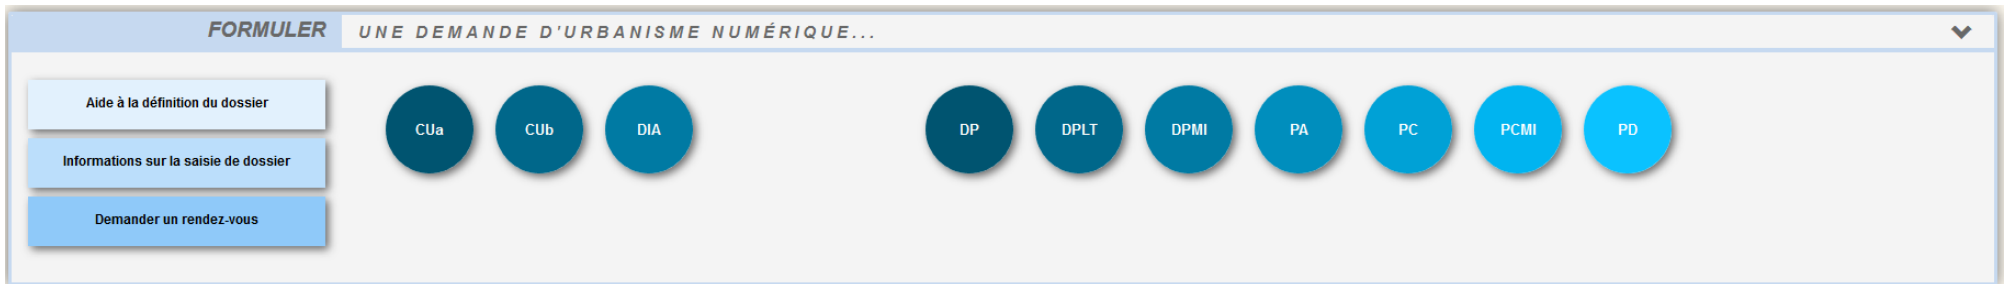 FORMULER UNE DEMANDE D'URBANISME NUMÉRIQUE...
Aide à la définition du dossier
Informations sur la saisie de dossier
Demander un rendez-vous
CUa CUb DIA DP DPLT DPMI PA PC PCMI PD